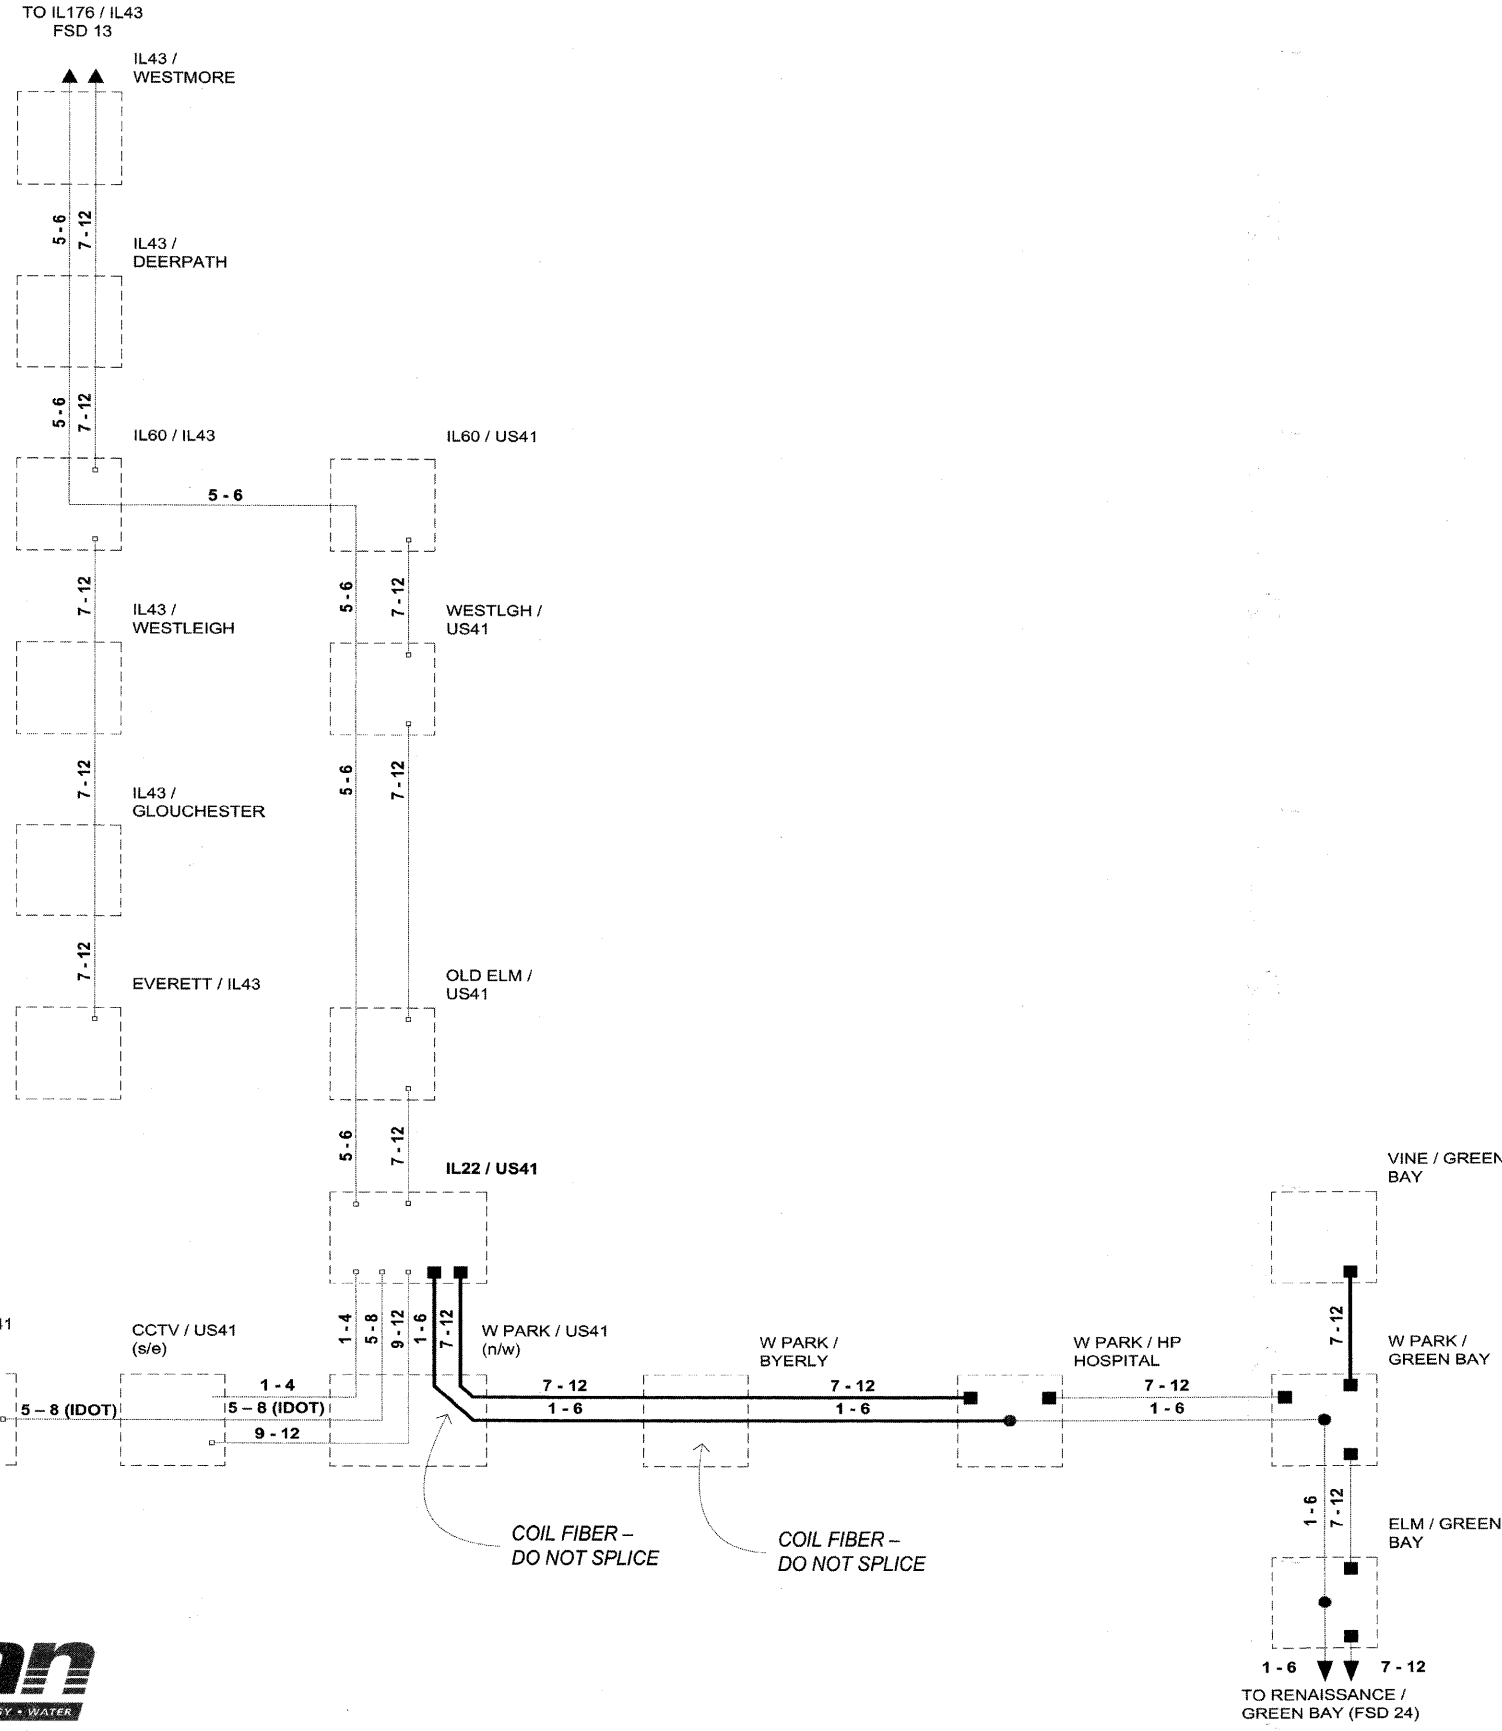 TO IL176 / IL43
FSD 13
IL43 /
WESTMORE
5 - 6
7 - 12
IL43 /
DEERPATH
5 - 6
7 - 12
IL60 / IL43
IL60 / US41
5 - 6
7 - 12
IL43 /
WESTLEIGH
5 - 6
7 - 12
WESTLGH /
US41
7 - 12
IL43 /
GLOUCHESTER
5 - 6
7 - 12
7 - 12
EVERETT / IL43
OLD ELM /
US41
5 - 6
7 - 12
IL22 / US41
VINE / GREEN
BAY
41
CCTV / US41
(s/e)
1 - 4
5 - 8
9 - 12
1 - 6
7 - 12
W PARK / US41
(n/w)
W PARK /
BYERLY
W PARK / HP
HOSPITAL
7 - 12
W PARK /
GREEN BAY
5 – 8 (IDOT)
1 - 4
5 – 8 (IDOT)
9 - 12
7 - 12
1 - 6
7 - 12
1 - 6
7 - 12
1 - 6
COIL FIBER –
DO NOT SPLICE
COIL FIBER –
DO NOT SPLICE
1 - 6
7 - 12
ELM / GREEN
BAY
1 - 6
7 - 12
TO RENAISSANCE /
GREEN BAY (FSD 24)
GY • WATER